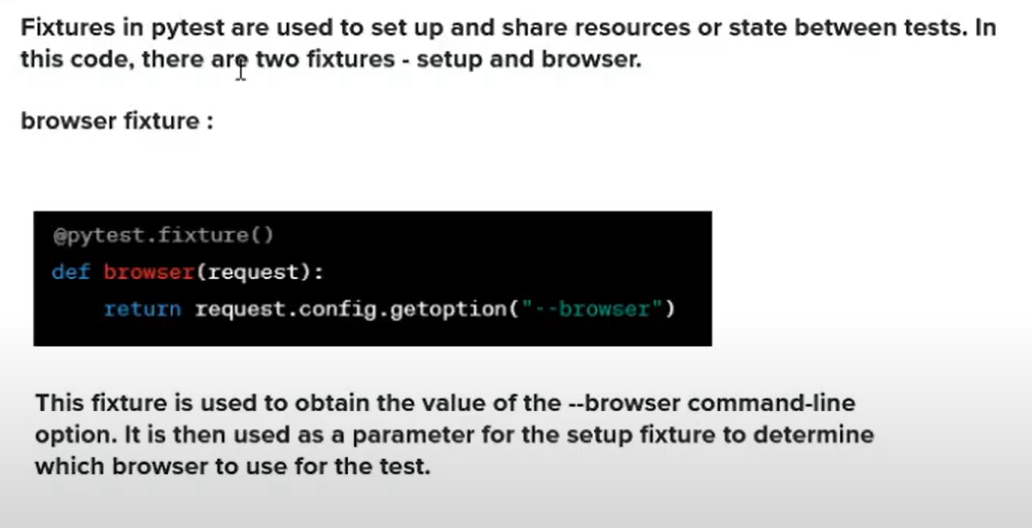 Fixtures in pytest are used to set up and share resources or state between tests. In
this code, there are two fixtures - setup and browser.
browser fixture :
@pytest.fixture()
def browser(request):
    return request.config.getoption("--browser")
This fixture is used to obtain the value of the --browser command-line
option. It is then used as a parameter for the setup fixture to determine
which browser to use for the test.